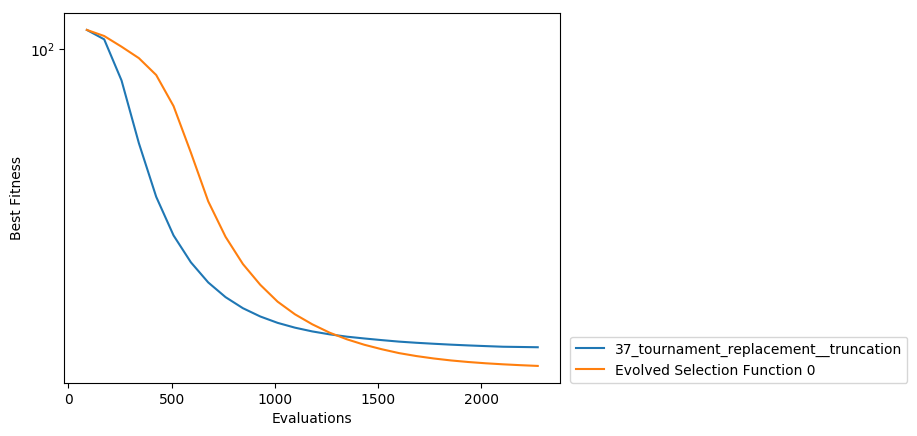 10²
Best Fitness
0 500 1000 1500 2000
Evaluations
37_tournament_replacement__truncation
Evolved Selection Function 0